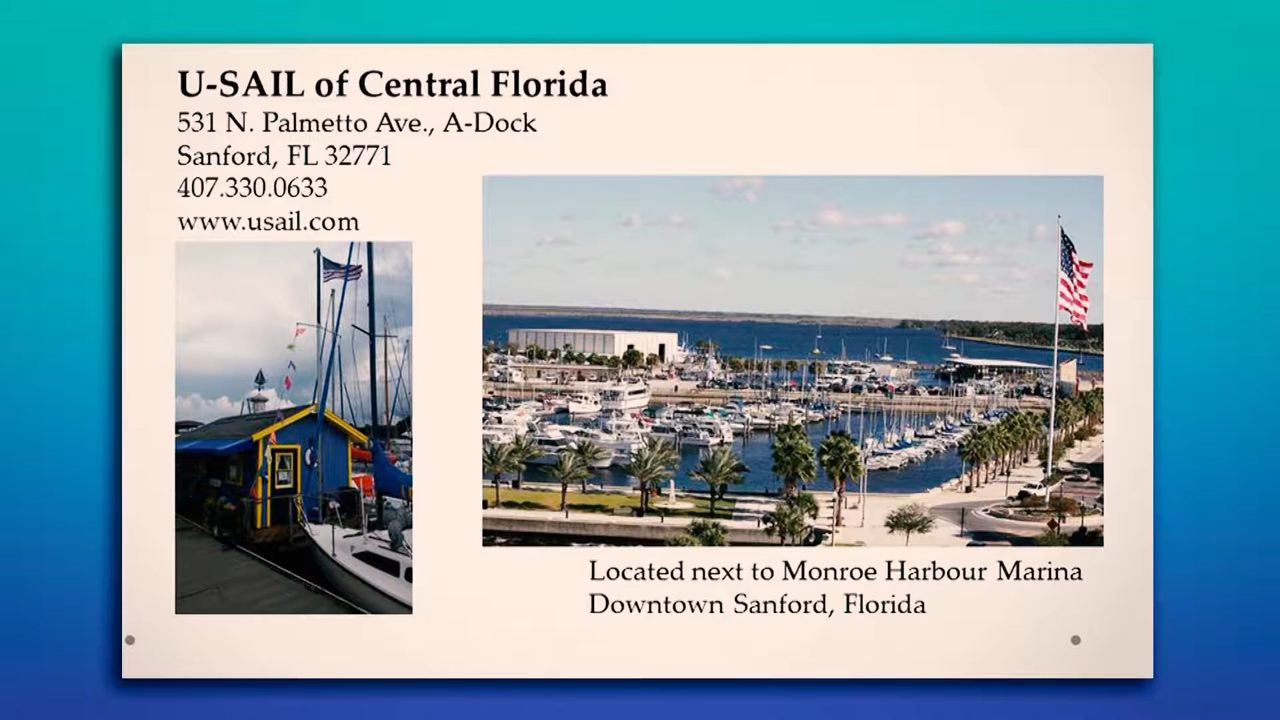 U-SAIL of Central Florida
531 N. Palmetto Ave., A-Dock
Sanford, FL 32771
407.330.0633
www.usail.com
Located next to Monroe Harbour Marina
Downtown Sanford, Florida